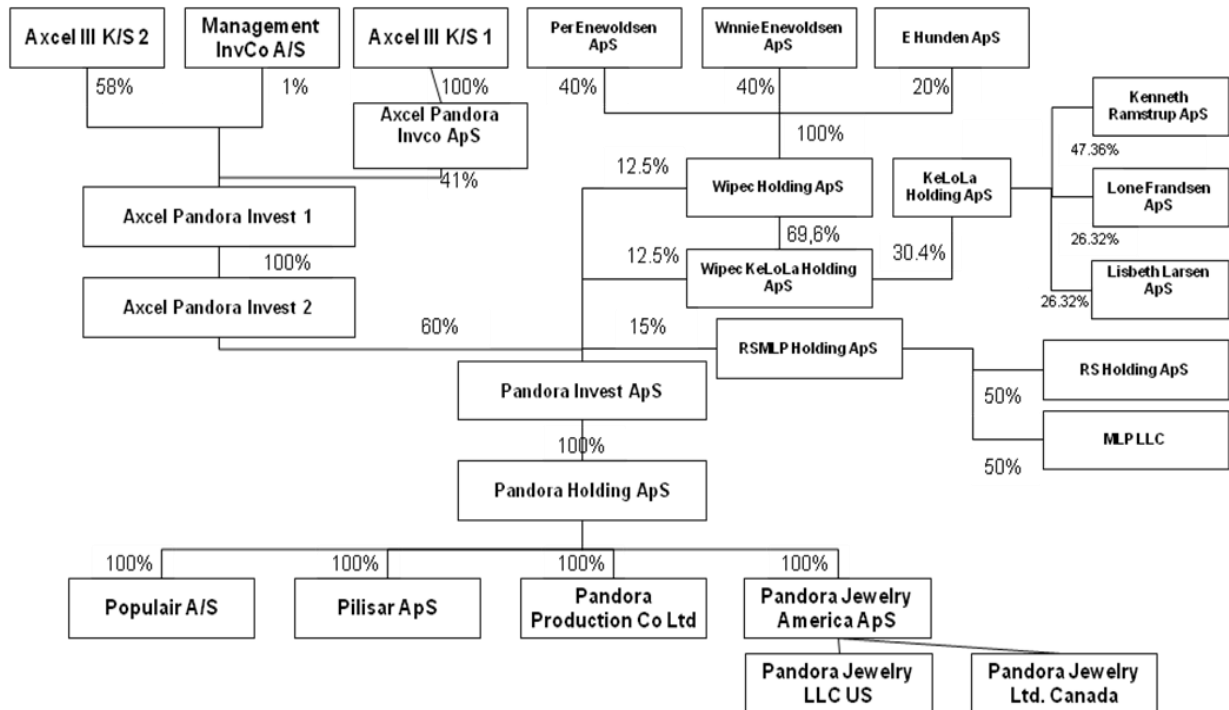 Axcel III K/S 2
Management
InvCo A/S
Axcel III K/S 1
Per Enevoldsen
ApS
Wnnie Enevoldsen
ApS
E Hunden ApS
58%
1%
100%
40%
40%
20%
Kenneth
Ramstrup ApS
Axcel Pandora
Invco ApS
100%
47.36%
41%
12.5%
Wipec Holding ApS
KeLoLa
Holding ApS
Lone Frandsen
ApS
Axcel Pandora Invest 1
69,6%
26.32%
100%
12.5%
Wipec KeLoLa Holding
ApS
30.4%
Lisbeth Larsen
ApS
26.32%
Axcel Pandora Invest 2
60%
15%
RSMLP Holding ApS
RS Holding ApS
Pandora Invest ApS
50%
MLP LLC
100%
50%
Pandora Holding ApS
100%
100%
100%
100%
Populair A/S
Pilisar ApS
Pandora
Production Co Ltd
Pandora Jewelry
America ApS
Pandora Jewelry
LLC US
Pandora Jewelry
Ltd. Canada